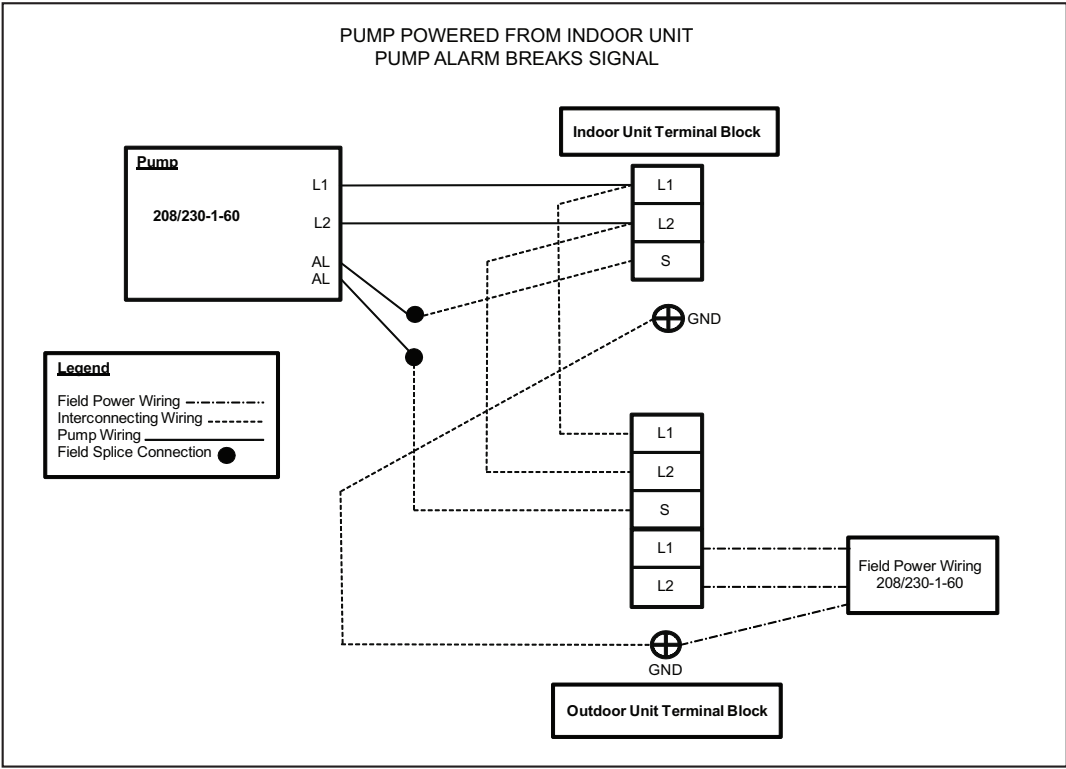 PUMP POWERED FROM INDOOR UNIT
PUMP ALARM BREAKS SIGNAL
Indoor Unit Terminal Block
Pump
208/230-1-60
L1
L2
AL
AL
L1
L2
S
GND
Legend
Field Power Wiring
Interconnecting Wiring
Pump Wiring
Field Splice Connection
L1
L2
S
L1
L2
Field Power Wiring
208/230-1-60
GND
Outdoor Unit Terminal Block